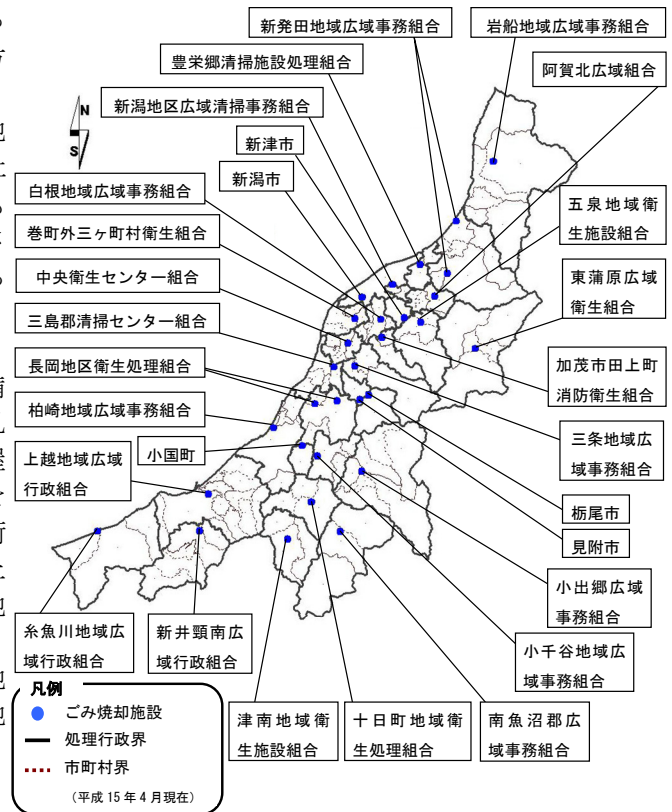 新発田地域広域事務組合
岩船地域広域事務組合
豊栄郷清掃施設処理組合
阿賀北広域組合
新潟地区広域清掃事務組合
新津市
新潟市
白根地域広域事務組合
巻町外三ヶ町村衛生組合
中央衛生センター組合
三島郡清掃センター組合
長岡地区衛生処理組合
柏崎地域広域事務組合
小国町
上越地域広域
行政組合
五泉地域衛
生施設組合
東蒲原広域
衛生組合
加茂市田上町
消防衛生組合
三条地域広
域事務組合
栃尾市
見附市
小出郷広域
事務組合
小千谷地域広
域事務組合
糸魚川地域広
域行政組合
新井頸南広
域行政組合
津南地域衛
生施設組合
十日町地域衛
生処理組合
南魚沼郡広
域事務組合
N
S
凡例
ごみ焼却施設
処理行政界
市町村界
(平成15年4月現在)